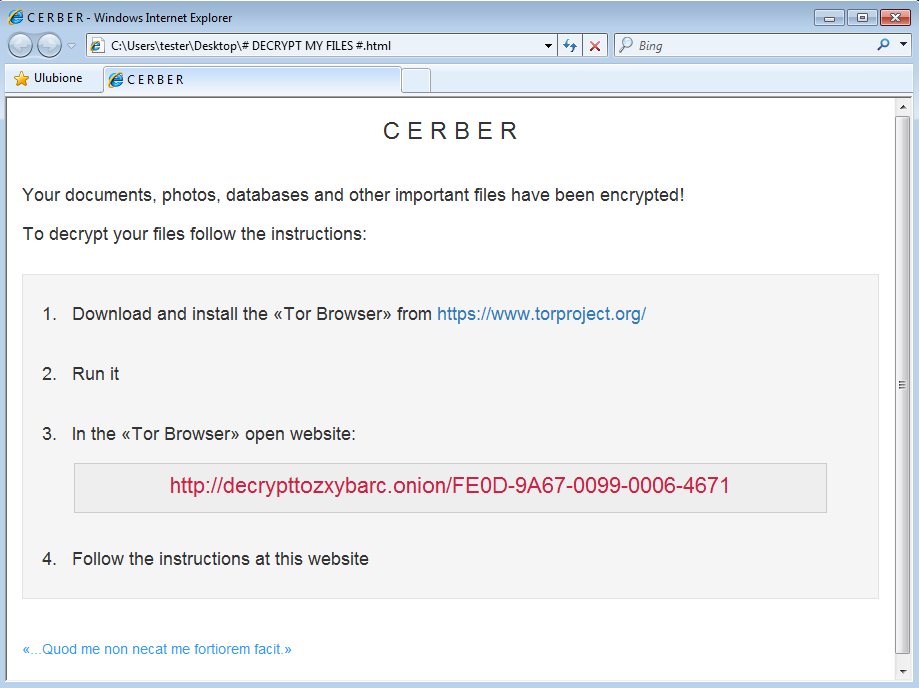 C E R B E R - Windows Internet Explorer
C:\Users\tester\Desktop\# DECRYPT MY FILES #.html
Bing
Ulubione
C E R B E R
C E R B E R
Your documents, photos, databases and other important files have been encrypted!
To decrypt your files follow the instructions:
1. Download and install the «Tor Browser» from https://www.torproject.org/
2. Run it
3. In the «Tor Browser» open website:
http://decrypttozxybarc.onion/FE0D-9A67-0099-0006-4671
4. Follow the instructions at this website
«...Quod me non necat me fortiorem facit.»